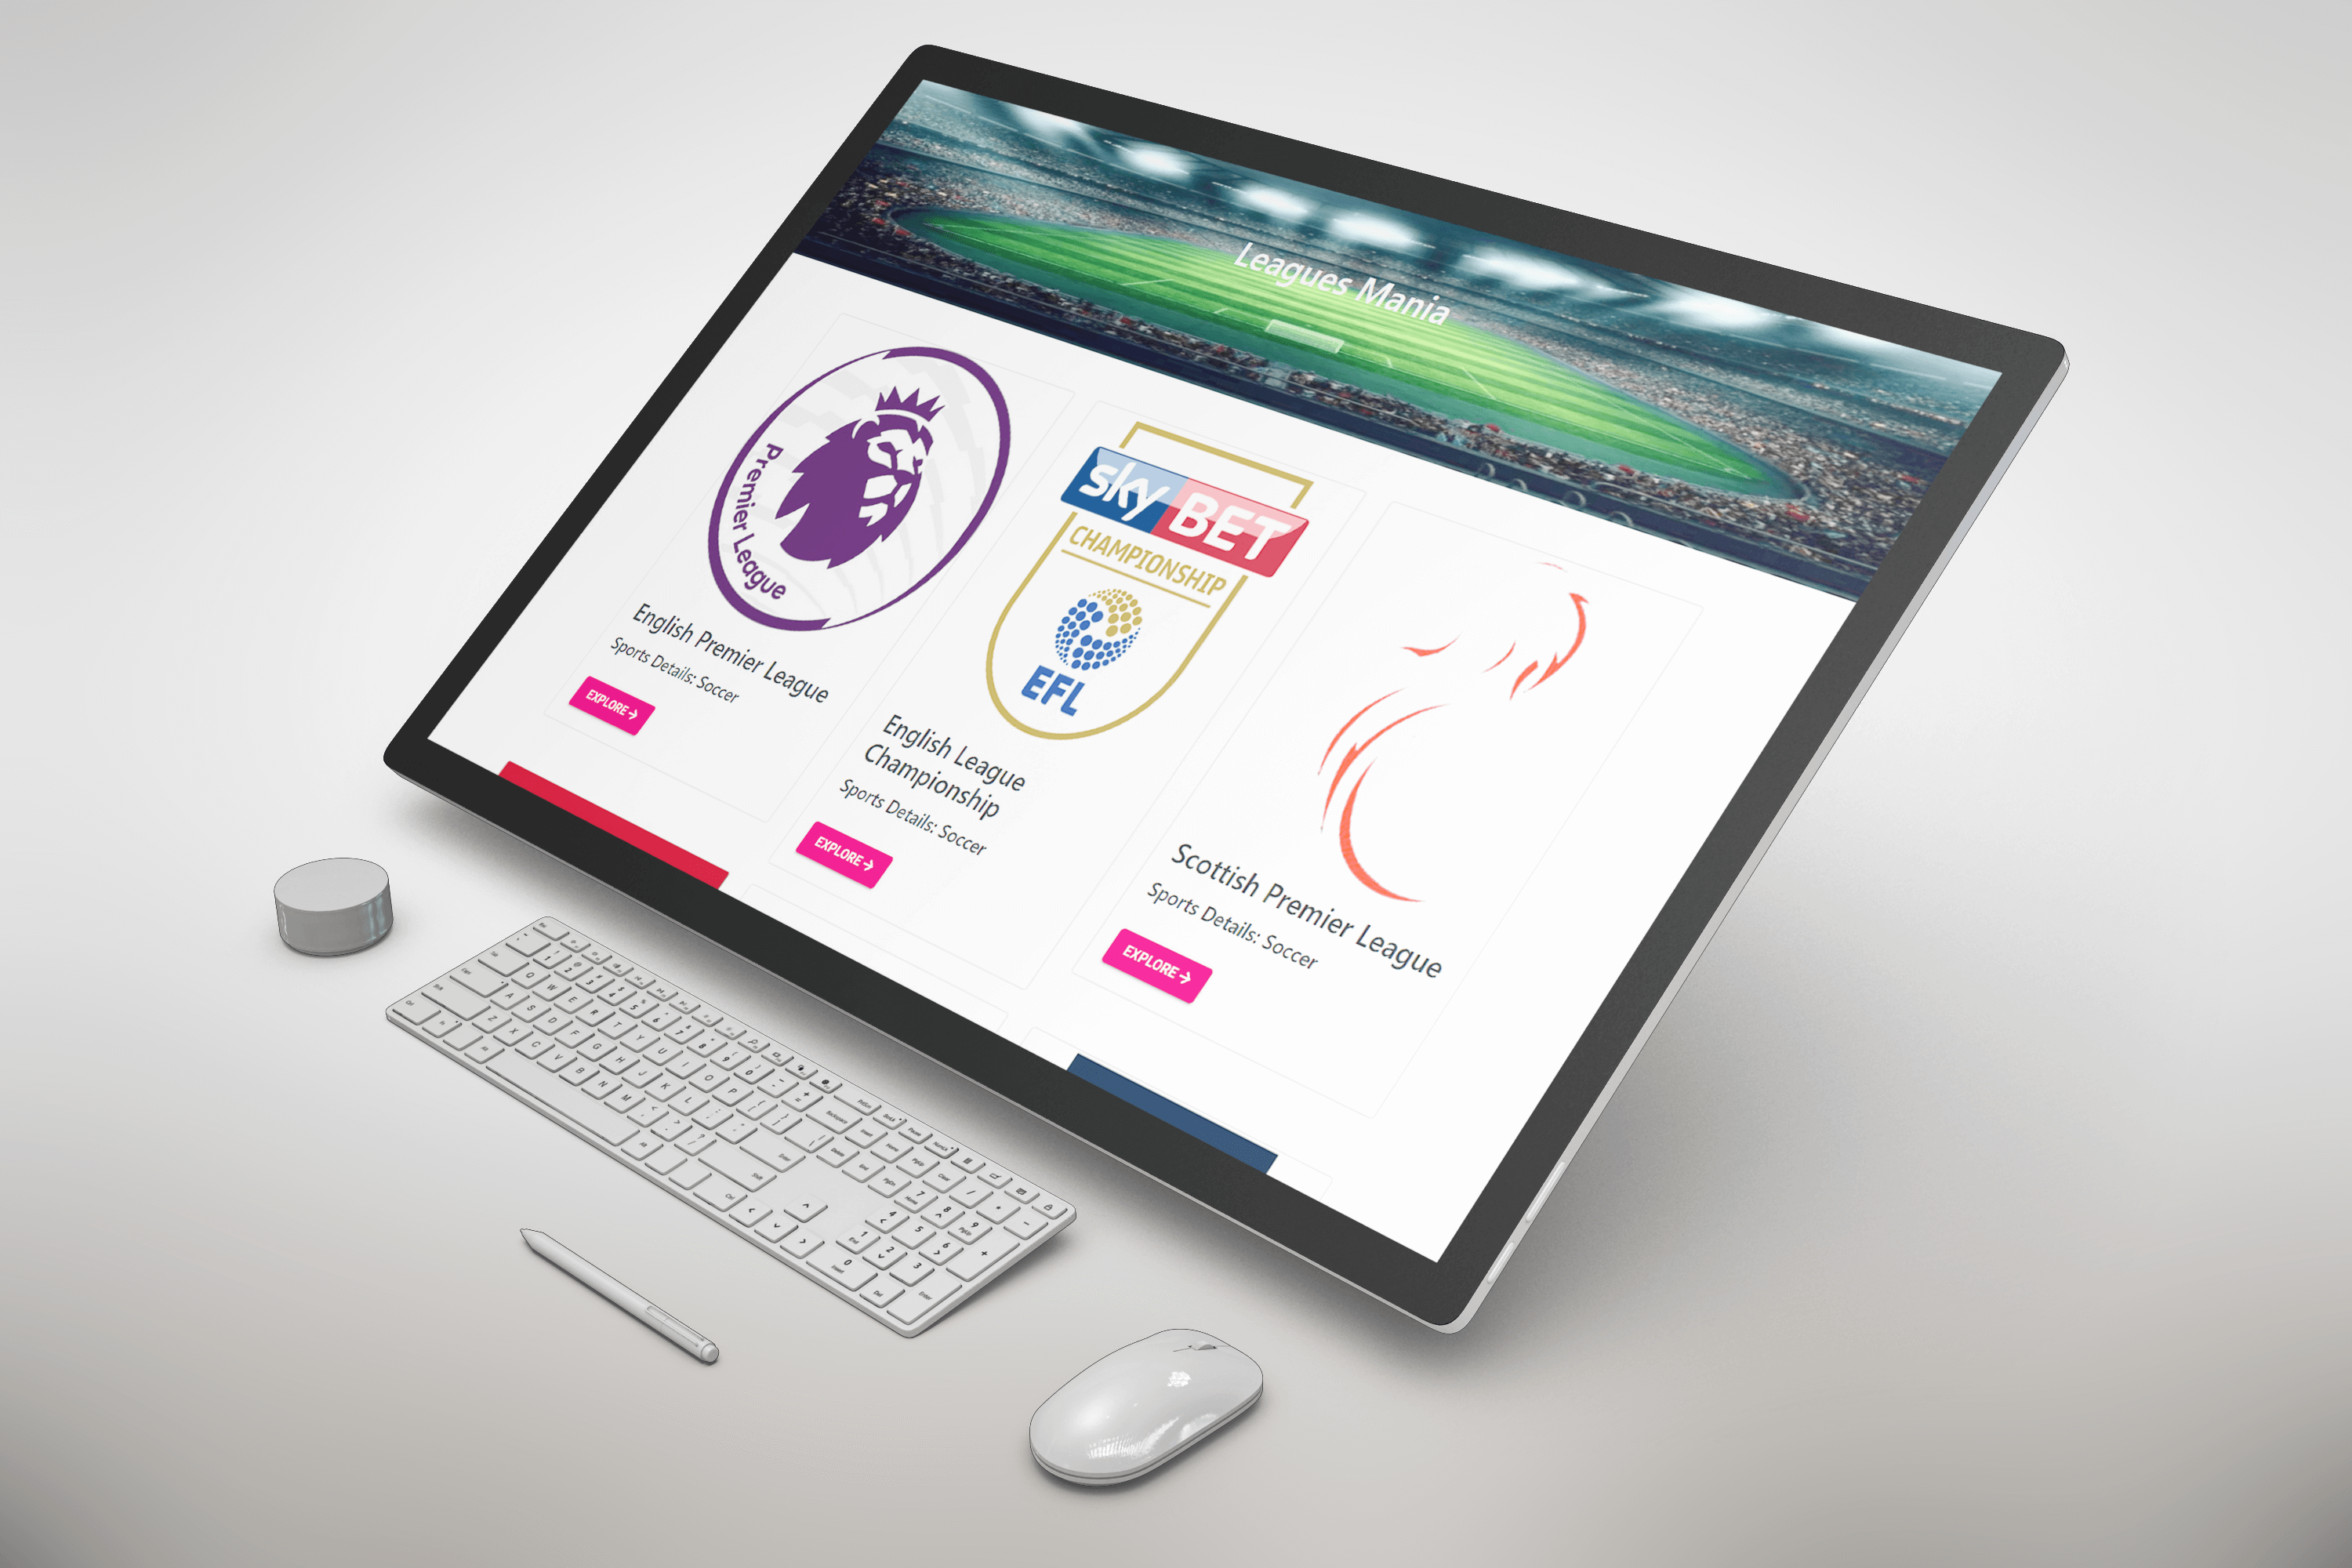 Leagues Mania
Premier League
English Premier League
Sports Details: Soccer
EXPLORE →
sky BET
CHAMPIONSHIP
EFL
English League
Championship
Sports Details: Soccer
EXPLORE →
Scottish Premier League
Sports Details: Soccer
EXPLORE →